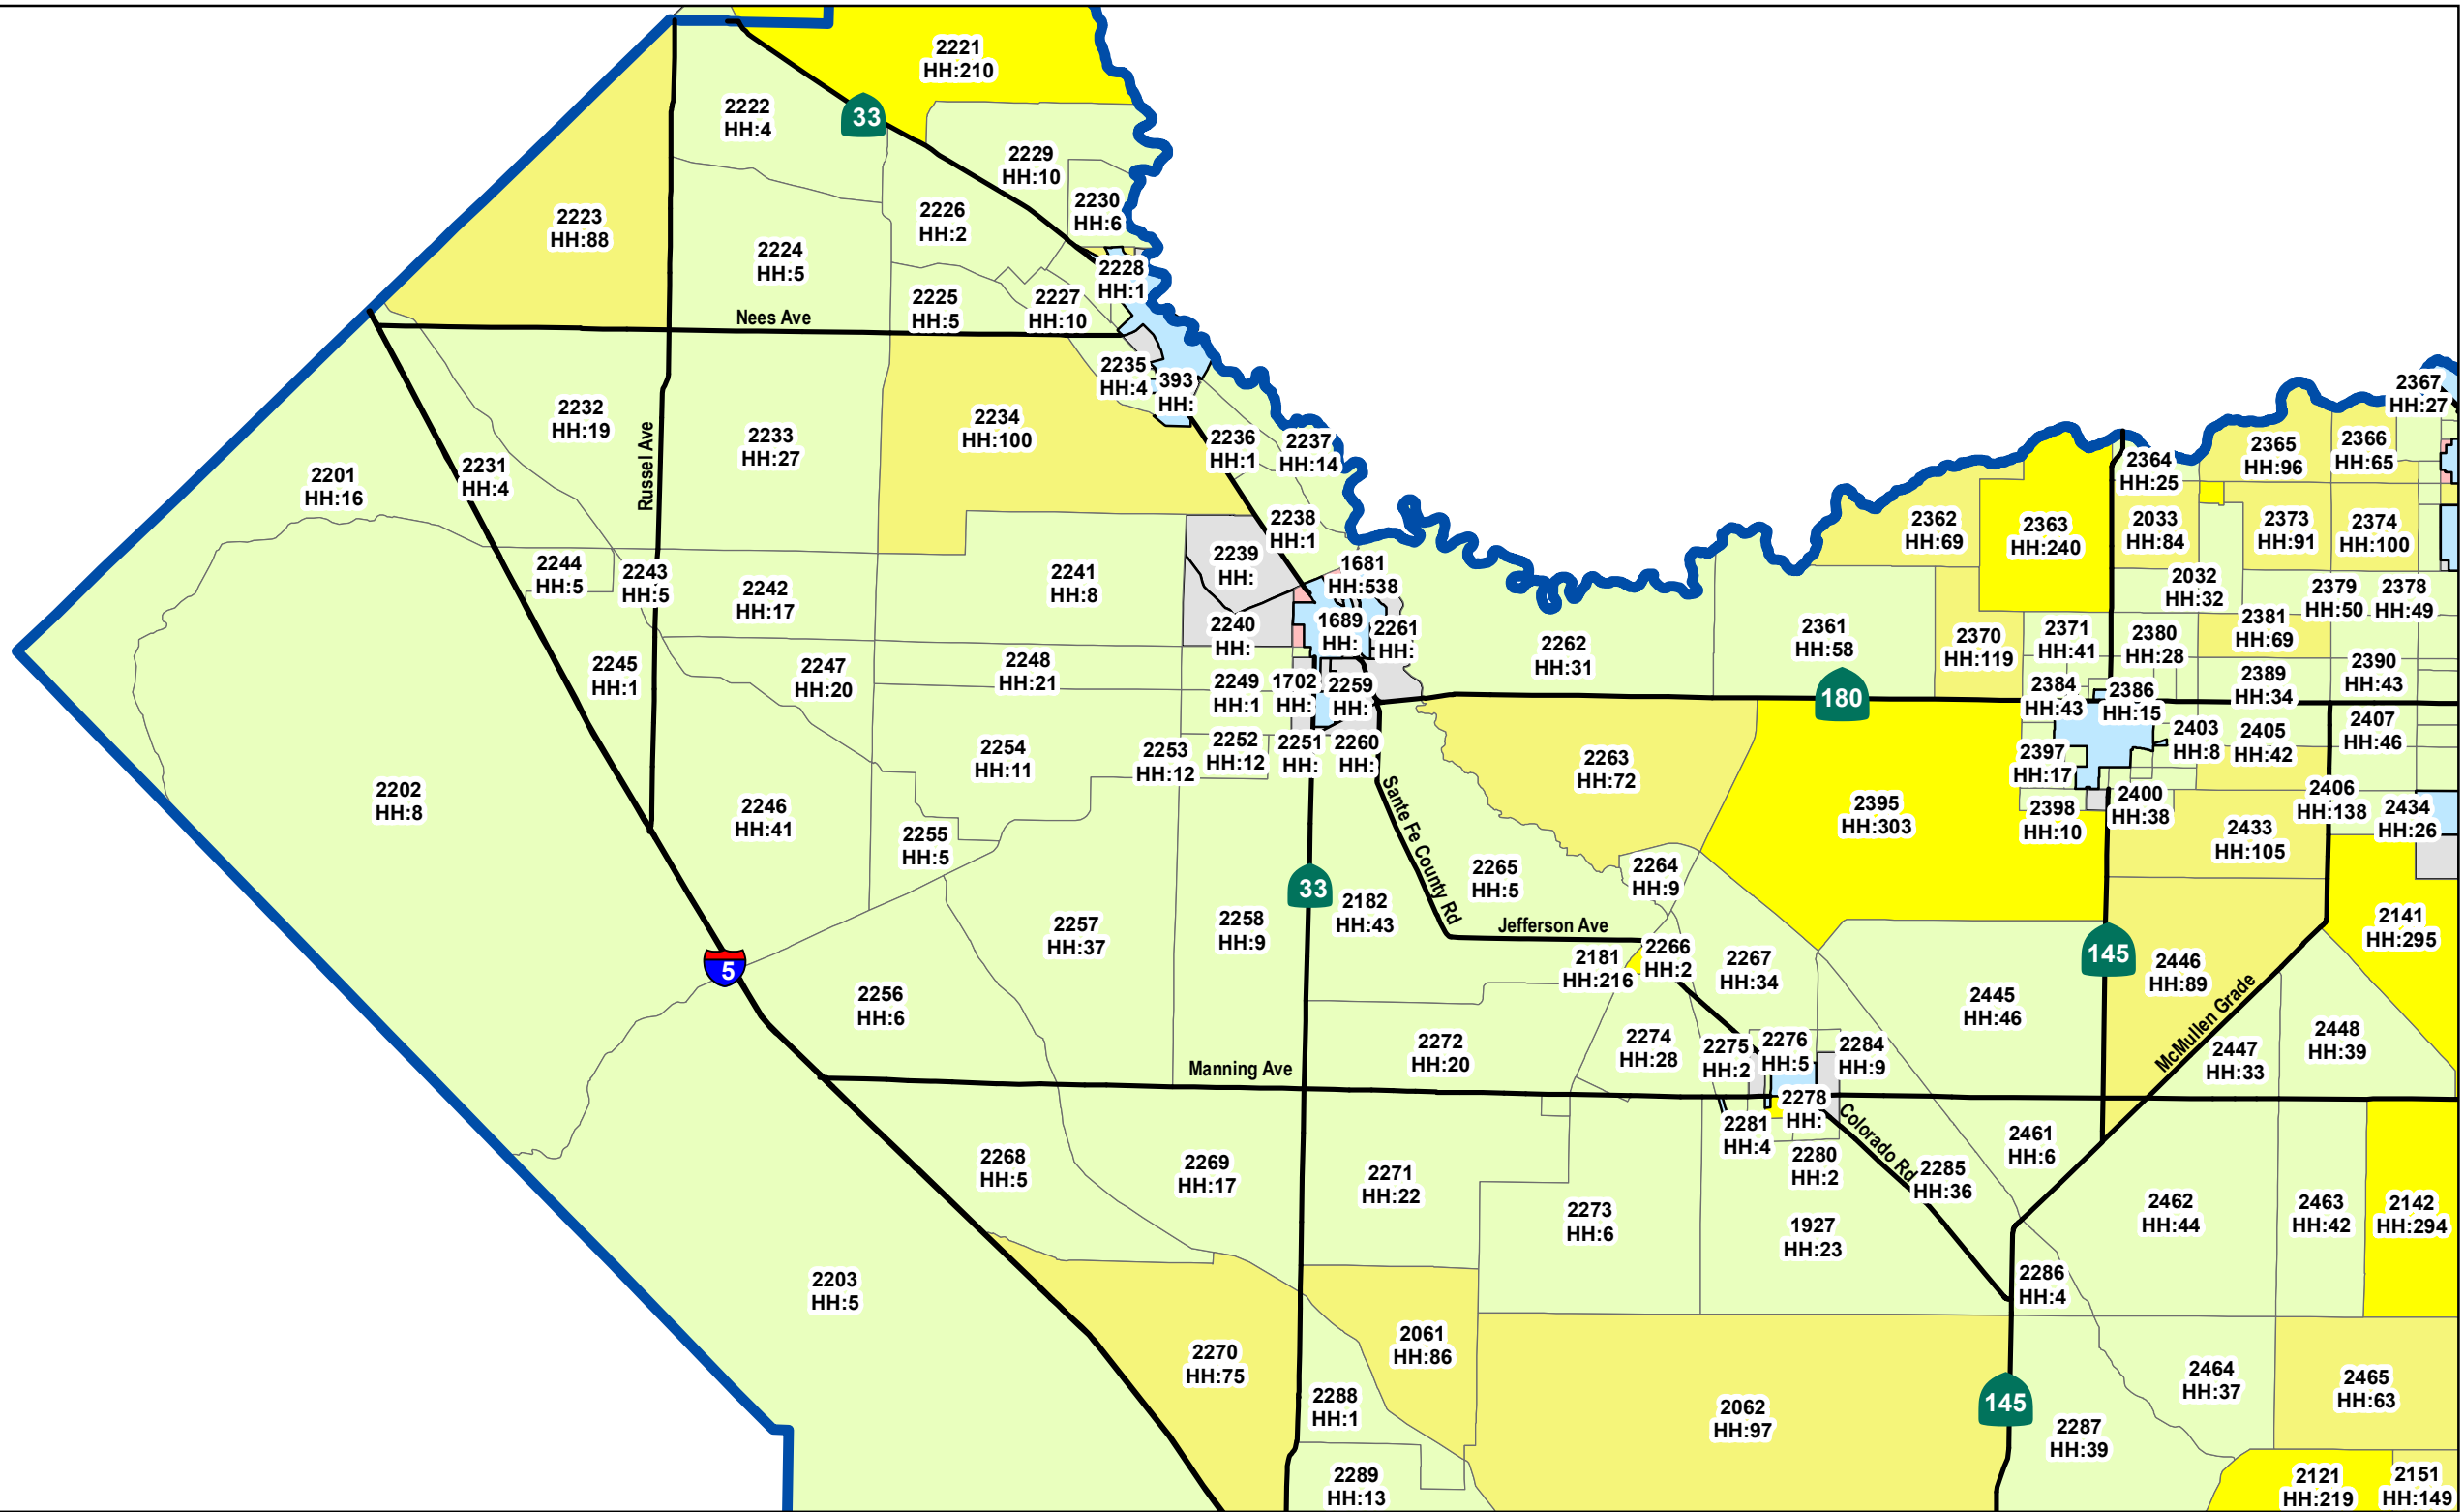 2221
HH:210
2222
HH:4
33
2229
HH:10
2230
HH:6
2223
HH:88
2226
HH:2
2224
HH:5
2228
HH:1
2225
HH:5
2227
HH:10
Nees Ave
2235
HH:4
393
HH:
2367
HH:27
2232
HH:19
2233
HH:27
2234
HH:100
2236
HH:1
2237
HH:14
Russel Ave
2201
HH:16
2231
HH:4
2364
HH:25
2365
HH:96
2366
HH:65
2238
HH:1
2239
HH:
2362
HH:69
2363
HH:240
2033
HH:84
2373
HH:91
2374
HH:100
2244
HH:5
2243
HH:5
2242
HH:17
2241
HH:8
1681
HH:538
2032
HH:32
2379
HH:50
2378
HH:49
2240
HH:
1689
HH:
2261
HH:
2262
HH:31
2361
HH:58
2370
HH:119
2371
HH:41
2380
HH:28
2381
HH:69
2245
HH:1
2247
HH:20
2248
HH:21
2249
HH:1
1702
HH:
2259
HH:
180
2384
HH:43
2386
HH:15
2389
HH:34
2390
HH:43
2254
HH:11
2253
HH:12
2252
HH:12
2251
HH:
2260
HH:
2263
HH:72
2397
HH:17
2403
HH:8
2405
HH:42
2407
HH:46
2202
HH:8
2246
HH:41
2255
HH:5
Sante Fe County Rd
2395
HH:303
2398
HH:10
2400
HH:38
2406
HH:138
2434
HH:26
2433
HH:105
33
2182
HH:43
2265
HH:5
2264
HH:9
2257
HH:37
2258
HH:9
Jefferson Ave
2141
HH:295
5
2181
HH:216
2266
HH:2
2267
HH:34
145
2446
HH:89
2256
HH:6
2445
HH:46
McMullen Grade
2272
HH:20
2274
HH:28
2275
HH:2
2276
HH:5
2284
HH:9
2447
HH:33
2448
HH:39
Manning Ave
2278
HH:
2281
HH:4
2280
HH:2
Colorado Rd
2285
HH:36
2461
HH:6
2268
HH:5
2269
HH:17
2271
HH:22
2273
HH:6
1927
HH:23
2462
HH:44
2463
HH:42
2142
HH:294
2203
HH:5
2286
HH:4
2270
HH:75
2061
HH:86
2288
HH:1
2062
HH:97
145
2464
HH:37
2465
HH:63
2287
HH:39
2289
HH:13
2121
HH:219
2151
HH:149